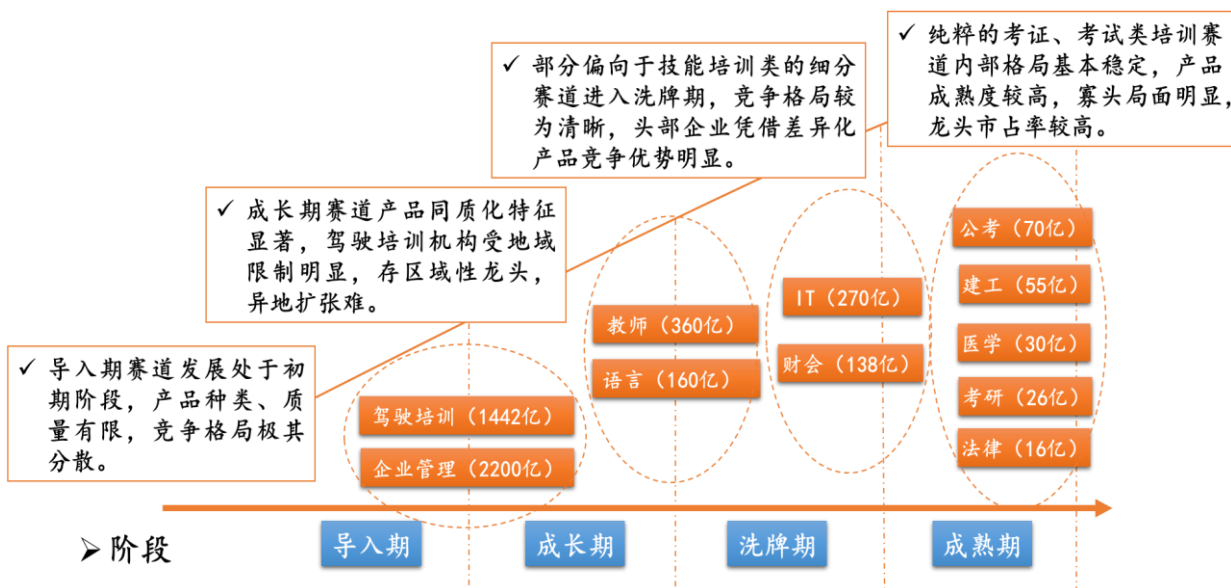 ✓ 纯粹的考证、考试类培训赛
道内部格局基本稳定，产品
成熟度较高，寡头局面明显，
龙头市占率较高。
✓ 部分偏向于技能培训类的细分
赛道进入洗牌期，竞争格局较
为清晰，头部企业凭借差异化
产品竞争优势明显。
✓ 成长期赛道产品同质化特征
显著，驾驶培训机构受地域
限制明显，存区域性龙头，
异地扩张难。
✓ 导入期赛道发展处于初
期阶段，产品种类、质
量有限，竞争格局极其
分散。
驾驶培训（1442亿）
企业管理（2200亿）
教师（360亿）
语言（160亿）
IT（270亿）
财会（138亿）
公考（70亿）
建工（55亿）
医学（30亿）
考研（26亿）
法律（16亿）
➢ 阶段
导入期
成长期
洗牌期
成熟期